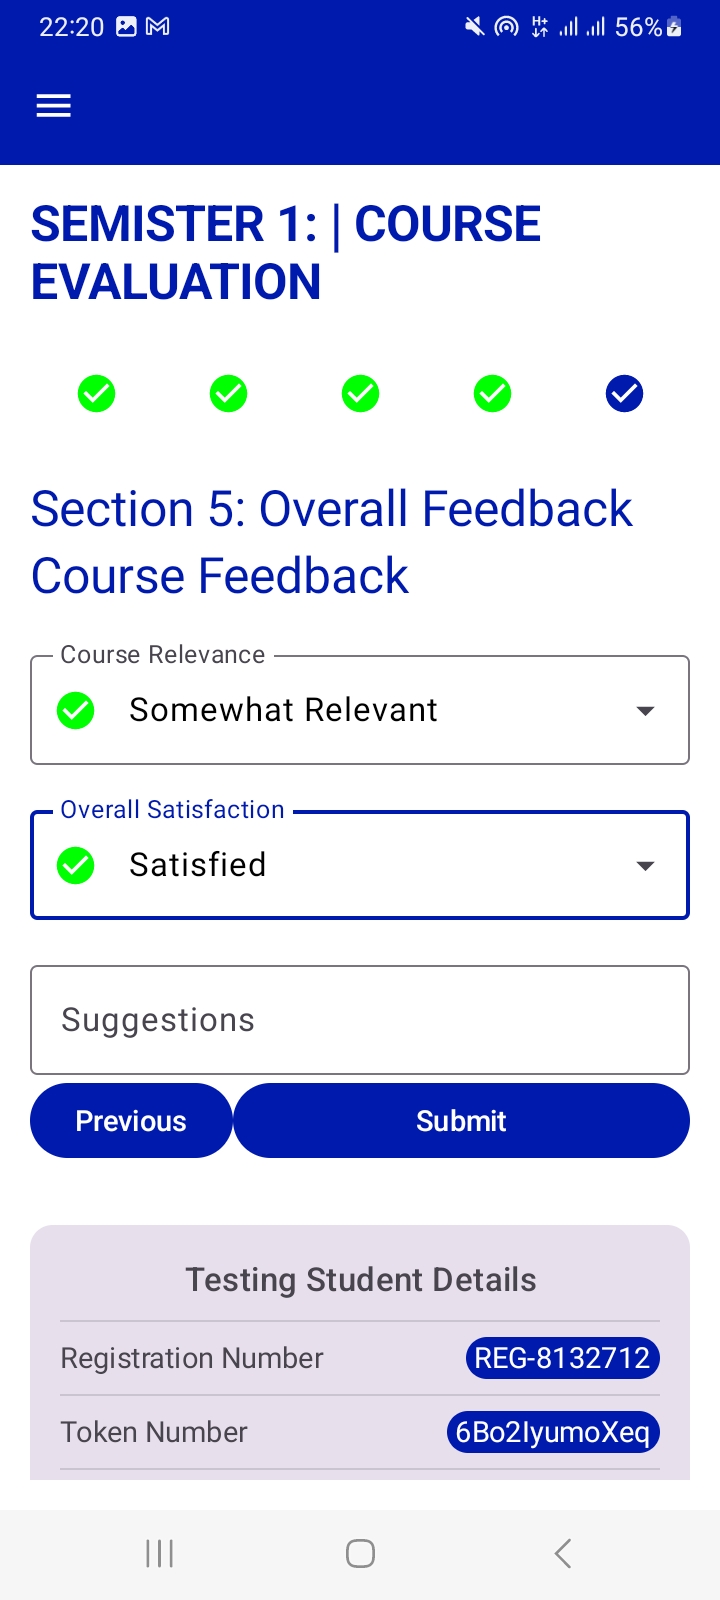 22:20 56%
SEMISTER 1: | COURSE
EVALUATION
Section 5: Overall Feedback
Course Feedback
Course Relevance
Somewhat Relevant
Overall Satisfaction
Satisfied
Suggestions
Previous Submit
Testing Student Details
Registration Number REG-8132712
Token Number 6Bo2IyumoXeq